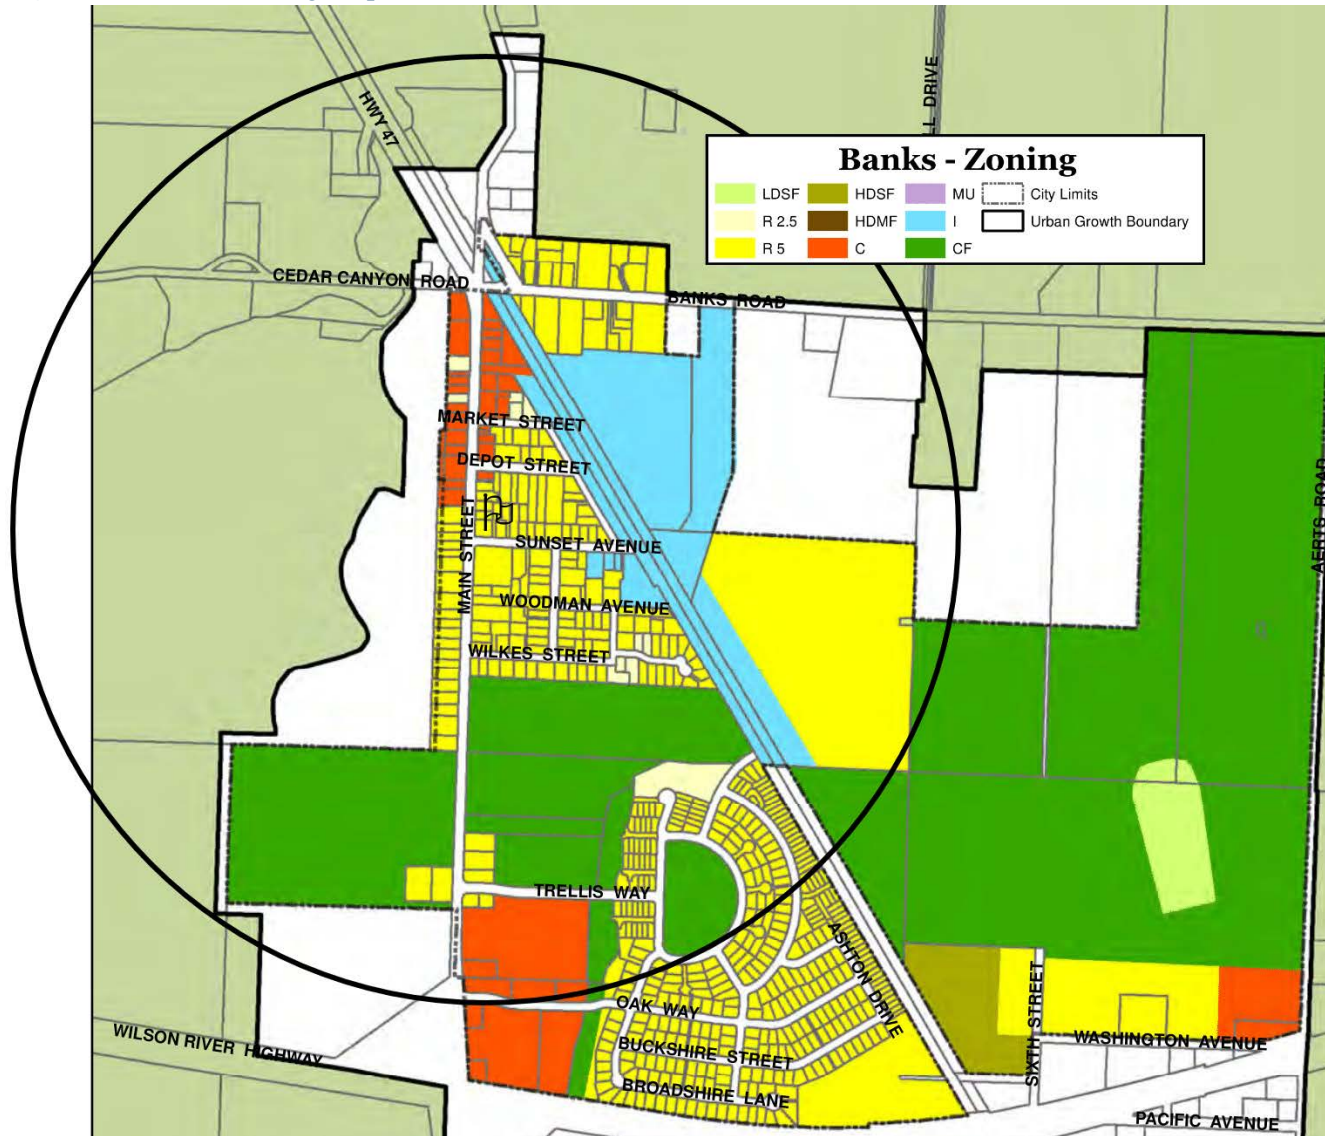 HWY 47
LL DRIVE
Banks - Zoning
LDSF HDSF MU City Limits
R 2.5 HDMF I Urban Growth Boundary
R 5 C CF
CEDAR CANYON ROAD
BANKS ROAD
MARKET STREET
DEPOT STREET
AERTS ROAD
MAIN STREET
SUNSET AVENUE
WOODMAN AVENUE
WILKES STREET
TRELLIS WAY
ASHTON DRIVE
OAK WAY
SIXTH STREET
WILSON RIVER HIGHWAY
BUCKSHIRE STREET
WASHINGTON AVENUE
BROADSHIRE LANE
PACIFIC AVENUE